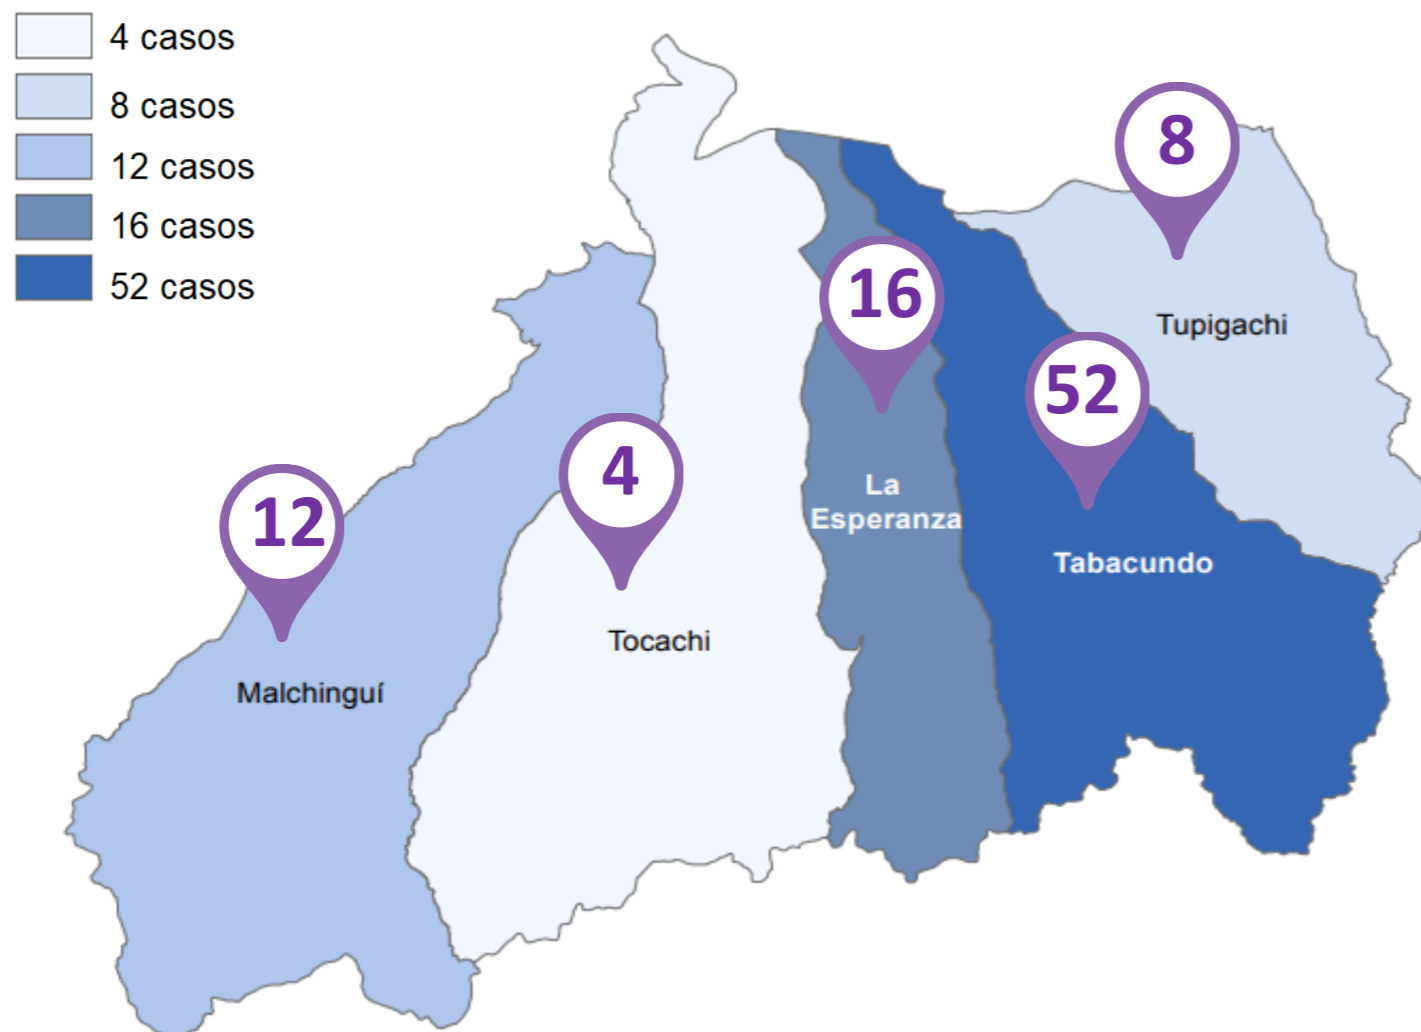 4 casos
8 casos
12 casos
16 casos
52 casos
8
16
Tupigachi
52
4
La
Esperanza
12
Tabacundo
Tocachi
Malchinguí